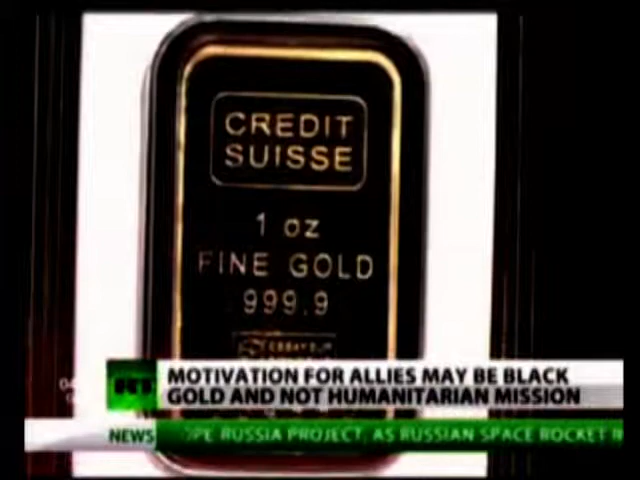 CREDIT
SUISSE
1 oz
FINE GOLD
999.9
RT
MOTIVATION FOR ALLIES MAY BE BLACK
GOLD AND NOT HUMANITARIAN MISSION
NEWS
RUSSIA PROJECT, AS RUSSIAN SPACE ROCKET